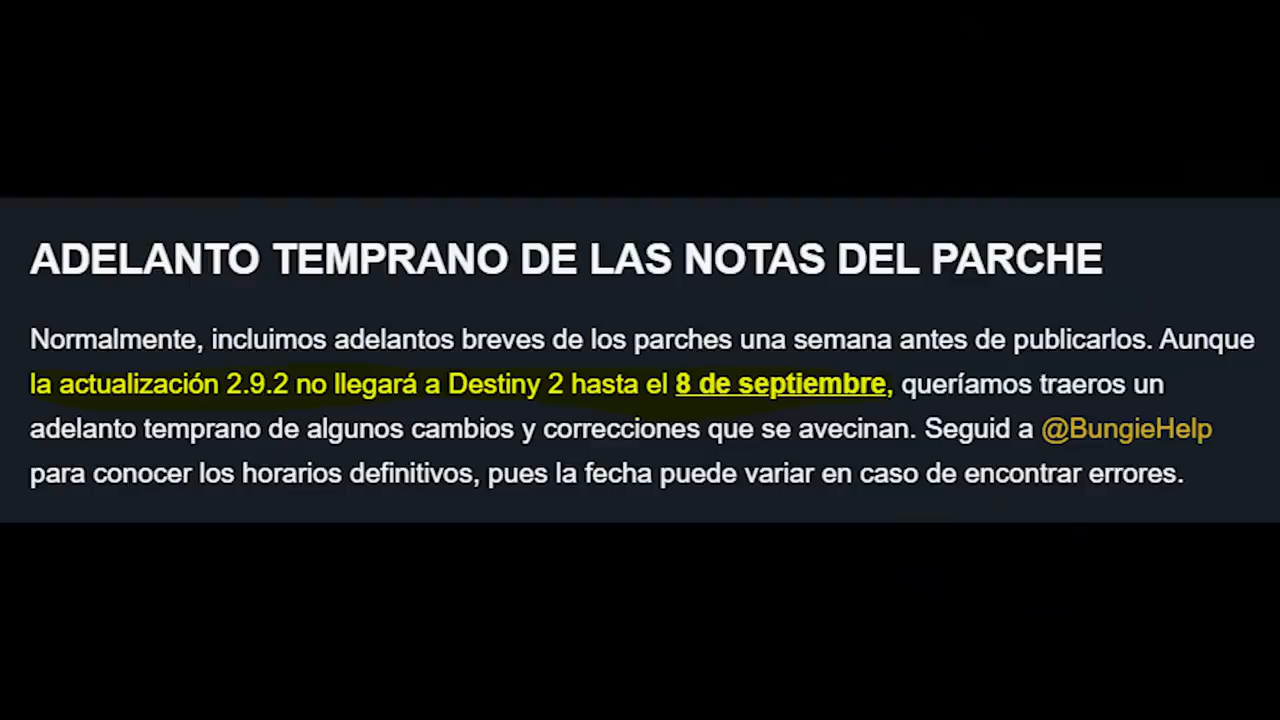 ADELANTO TEMPRANO DE LAS NOTAS DEL PARCHE
Normalmente, incluimos adelantos breves de los parches una semana antes de publicarlos. Aunque
la actualización 2.9.2 no llegará a Destiny 2 hasta el 8 de septiembre, queríamos traeros un
adelanto temprano de algunos cambios y correcciones que se avecinan. Seguid a @BungieHelp
para conocer los horarios definitivos, pues la fecha puede variar en caso de encontrar errores.